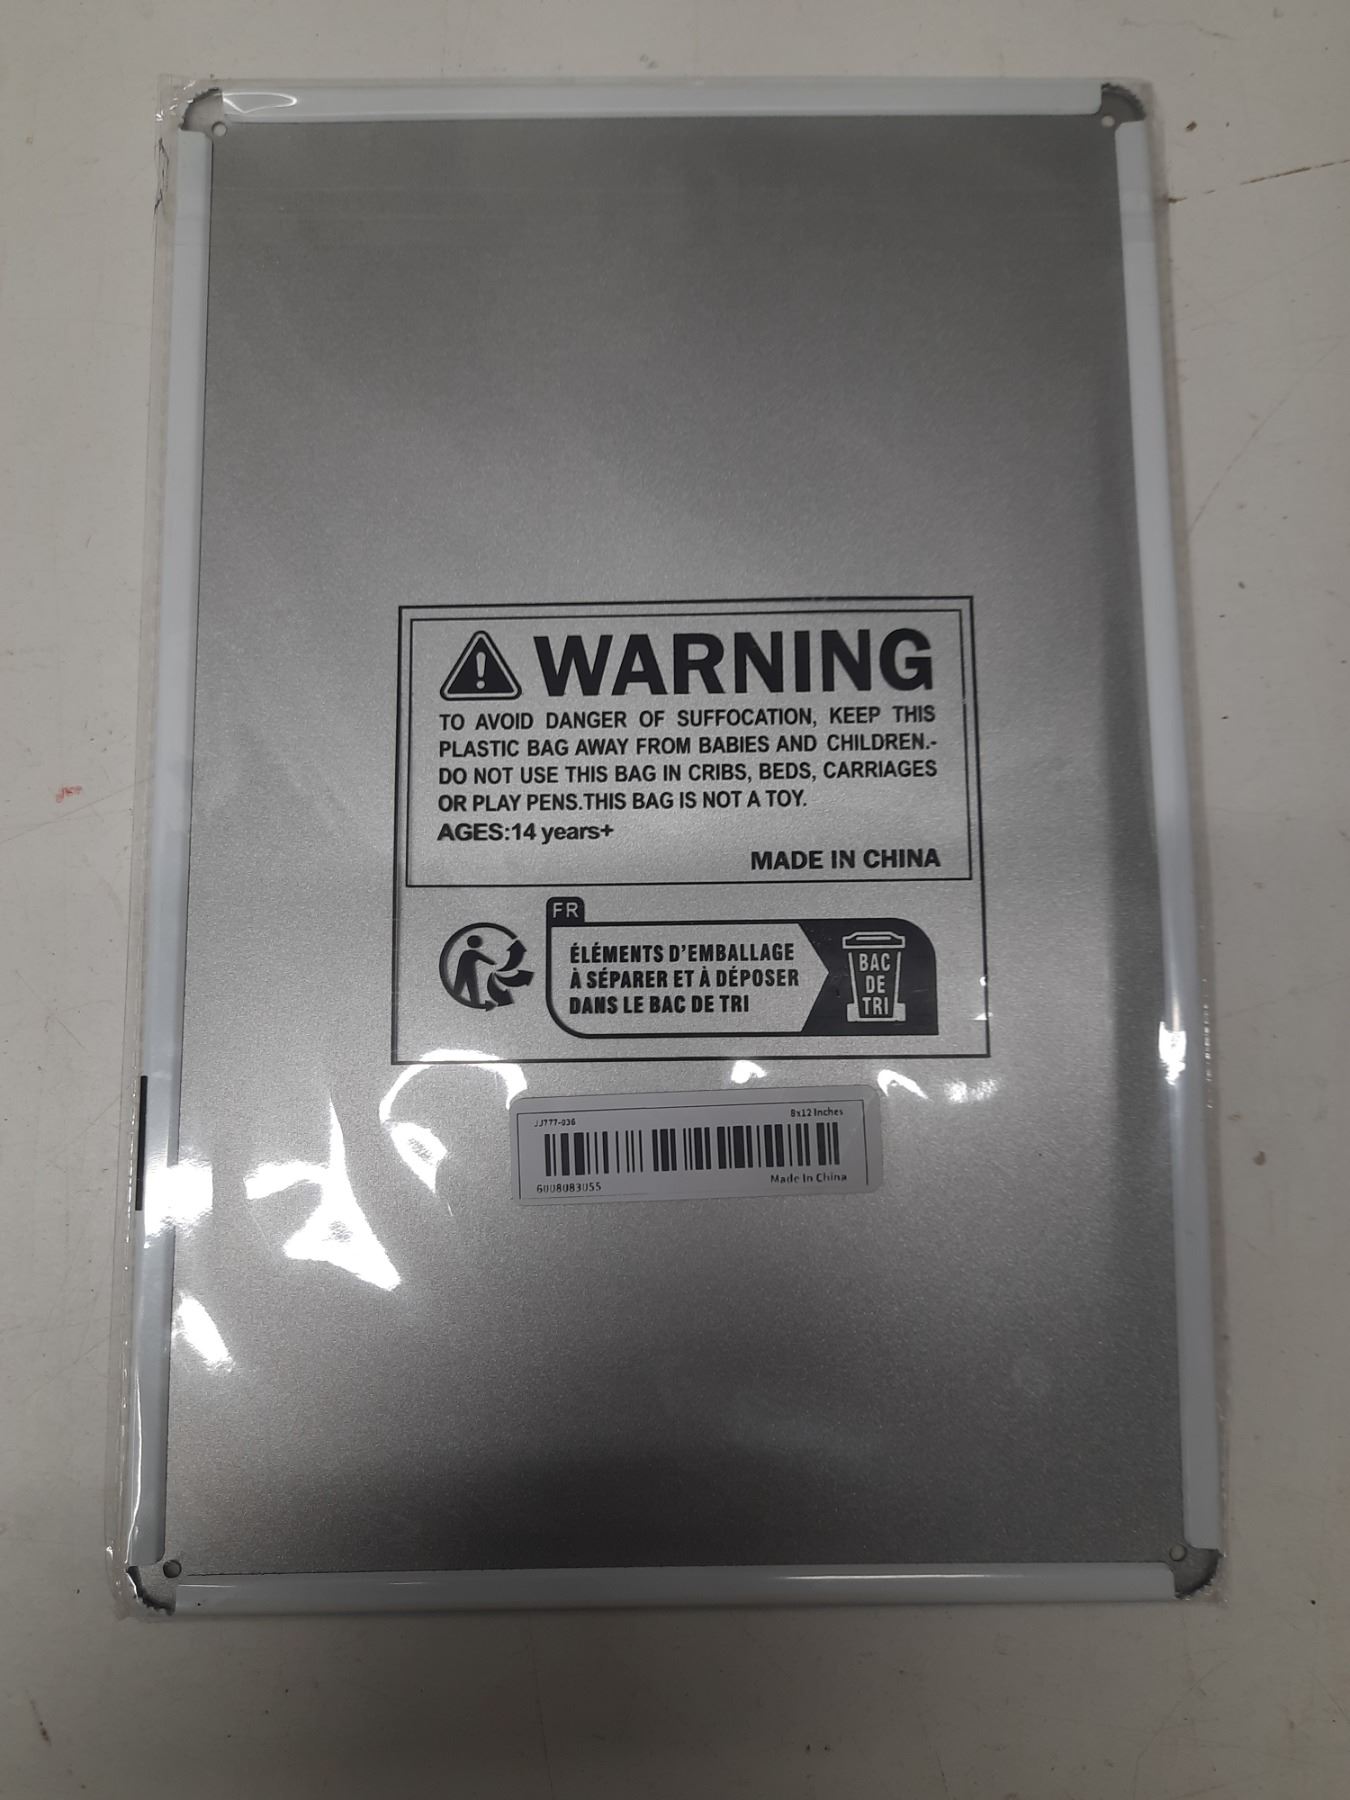 WARNING
TO AVOID DANGER OF SUFFOCATION, KEEP THIS
PLASTIC BAG AWAY FROM BABIES AND CHILDREN.-
DO NOT USE THIS BAG IN CRIBS, BEDS, CARRIAGES
OR PLAY PENS.THIS BAG IS NOT A TOY.
AGES:14 years+
MADE IN CHINA
FR
ÉLÉMENTS D'EMBALLAGE
À SÉPARER ET À DÉPOSER
DANS LE BAC DE TRI
BAC
DE
TRI
JJ777-036
8x12 Inches
6008083055
Made In China